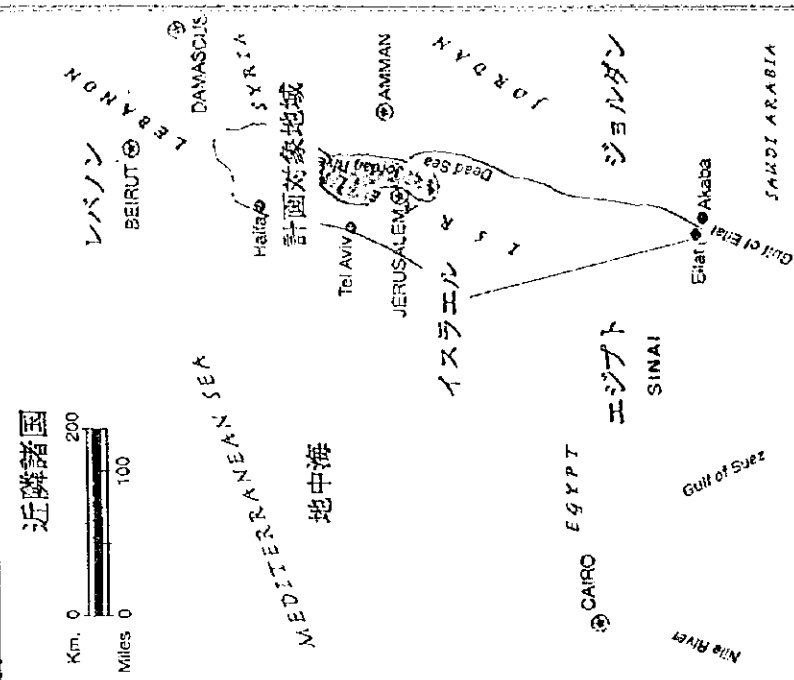 近隣諸国
Km. 0 200
Miles 0 100
レバノン
LEBANON
BEIRUT
DAMASCUS
SYRIA
Haifa
計画対象地域
Tel Aviv
JERUSALEM
AMMAN
JORDAN
ジョルダン
Dead Sea
イスラエル
MEDITERRANEAN SEA
地中海
エジプト
SINAI
EGYPT
CAIRO
Nile River
Gulf of Suez
Eilat
Akaba
Gulf of Eilat
SAUDI ARABIA